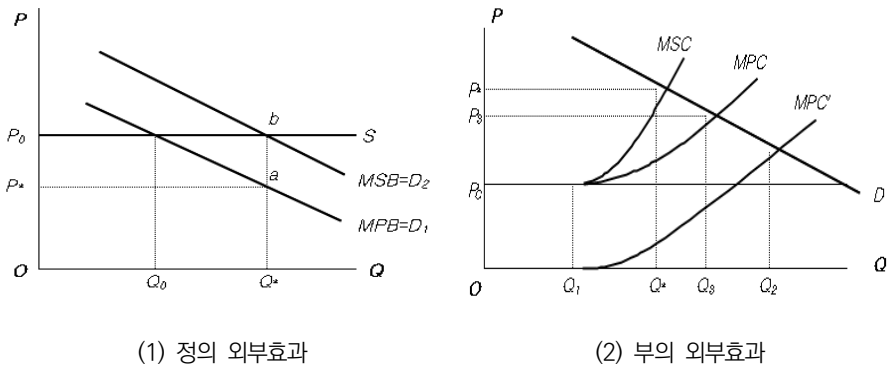 P
P₀
P*
O
b
a
S
MSB=D₂
MPB=D₁
Q₀
Q*
Q
(1) 정의 외부효과
P
P*
P₃
P_C
O
MSC
MPC
MPC'
D
Q₁
Q*
Q₃
Q₂
Q
(2) 부의 외부효과